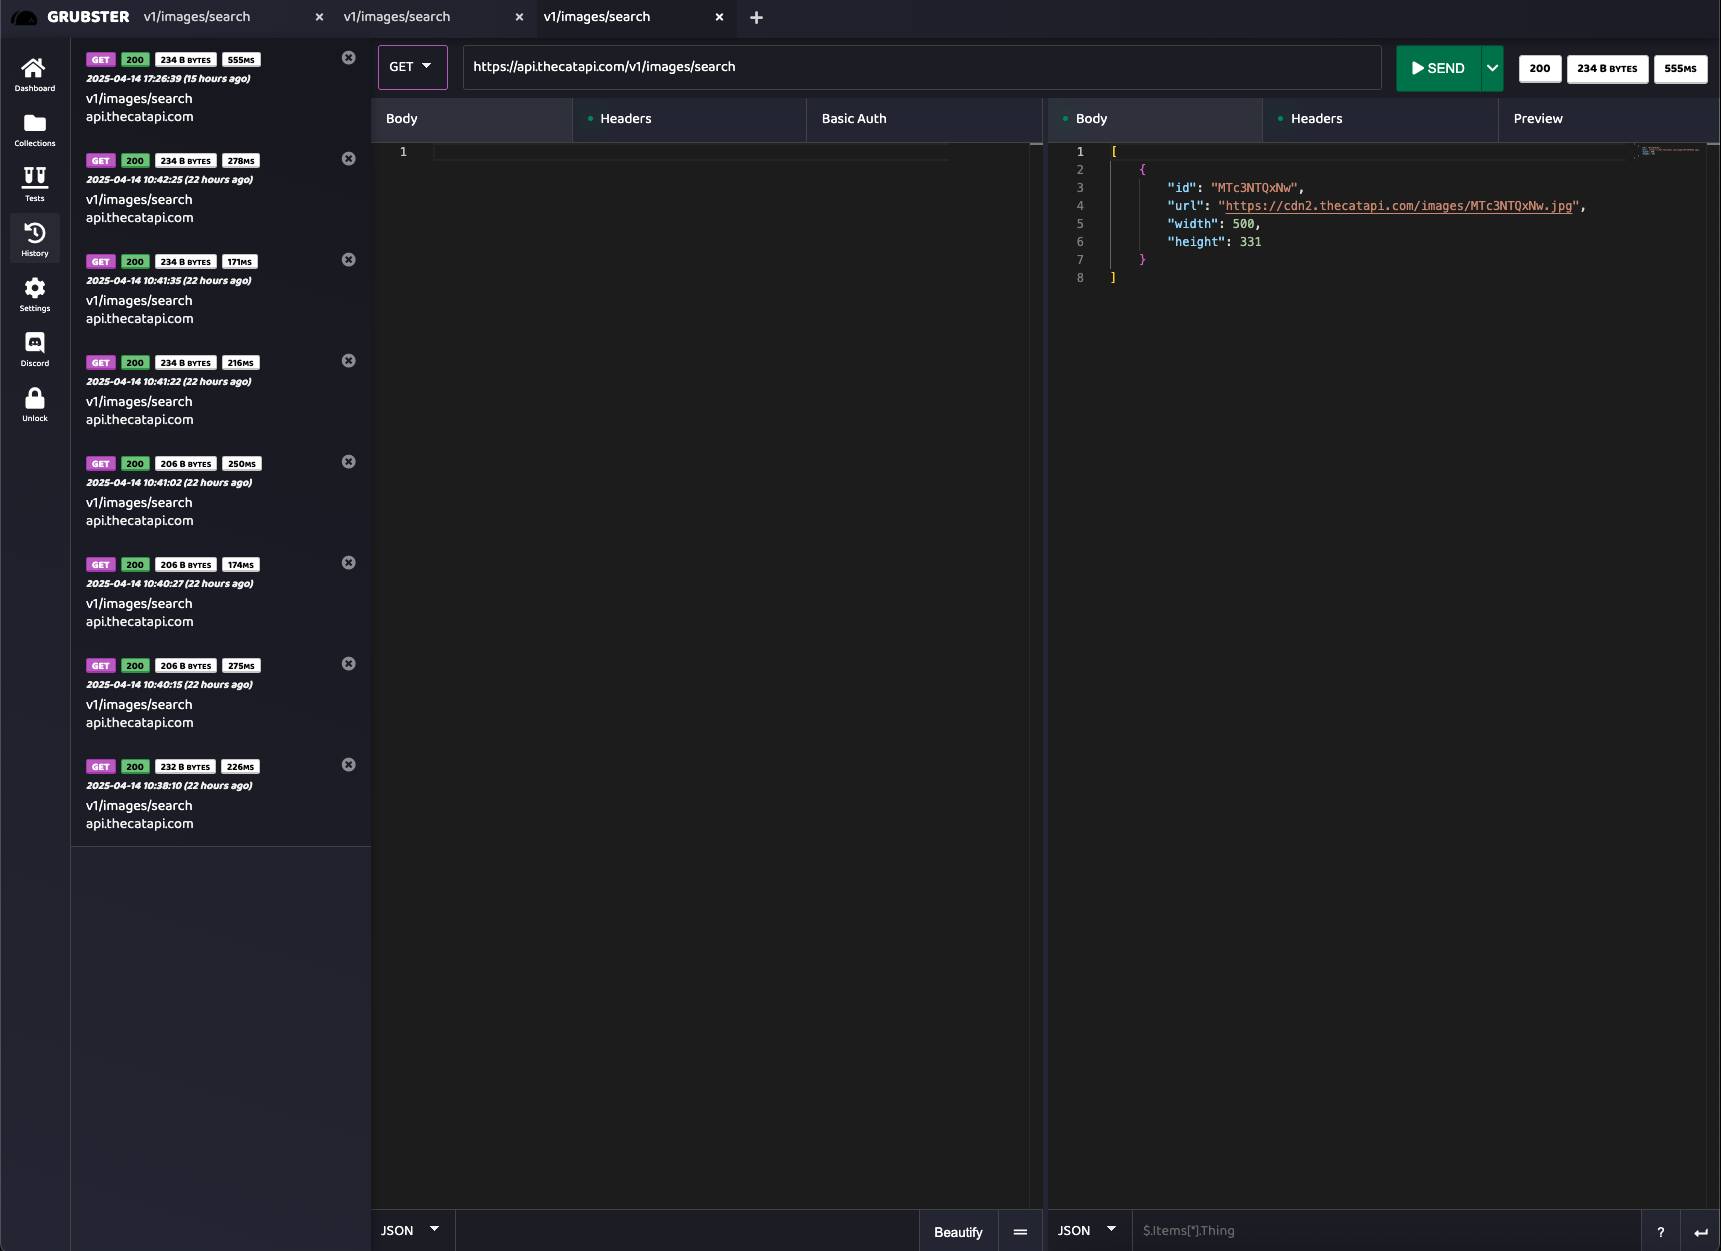 GRUBSTER v1/images/search v1/images/search v1/images/search
Dashboard
Collections
Tests
History
Settings
Discord
Unlock
GET 200 234 B BYTES 555MS
2025-04-14 17:26:39 (15 hours ago)
v1/images/search
api.thecatapi.com
GET 200 234 B BYTES 278MS
2025-04-14 10:42:25 (22 hours ago)
v1/images/search
api.thecatapi.com
GET 200 234 B BYTES 171MS
2025-04-14 10:41:35 (22 hours ago)
v1/images/search
api.thecatapi.com
GET 200 234 B BYTES 216MS
2025-04-14 10:41:22 (22 hours ago)
v1/images/search
api.thecatapi.com
GET 200 206 B BYTES 250MS
2025-04-14 10:41:02 (22 hours ago)
v1/images/search
api.thecatapi.com
GET 200 206 B BYTES 174MS
2025-04-14 10:40:27 (22 hours ago)
v1/images/search
api.thecatapi.com
GET 200 206 B BYTES 275MS
2025-04-14 10:40:15 (22 hours ago)
v1/images/search
api.thecatapi.com
GET 200 232 B BYTES 226MS
2025-04-14 10:38:10 (22 hours ago)
v1/images/search
api.thecatapi.com
GET https://api.thecatapi.com/v1/images/search SEND 200 234 B BYTES 555MS
Body Headers Basic Auth
1
JSON Beautify
Body Headers Preview
1 [
2 {
3 "id": "MTc3NTQxNw",
4 "url": "https://cdn2.thecatapi.com/images/MTc3NTQxNw.jpg",
5 "width": 500,
6 "height": 331
7 }
8 ]
JSON $.Items[*].Thing ?